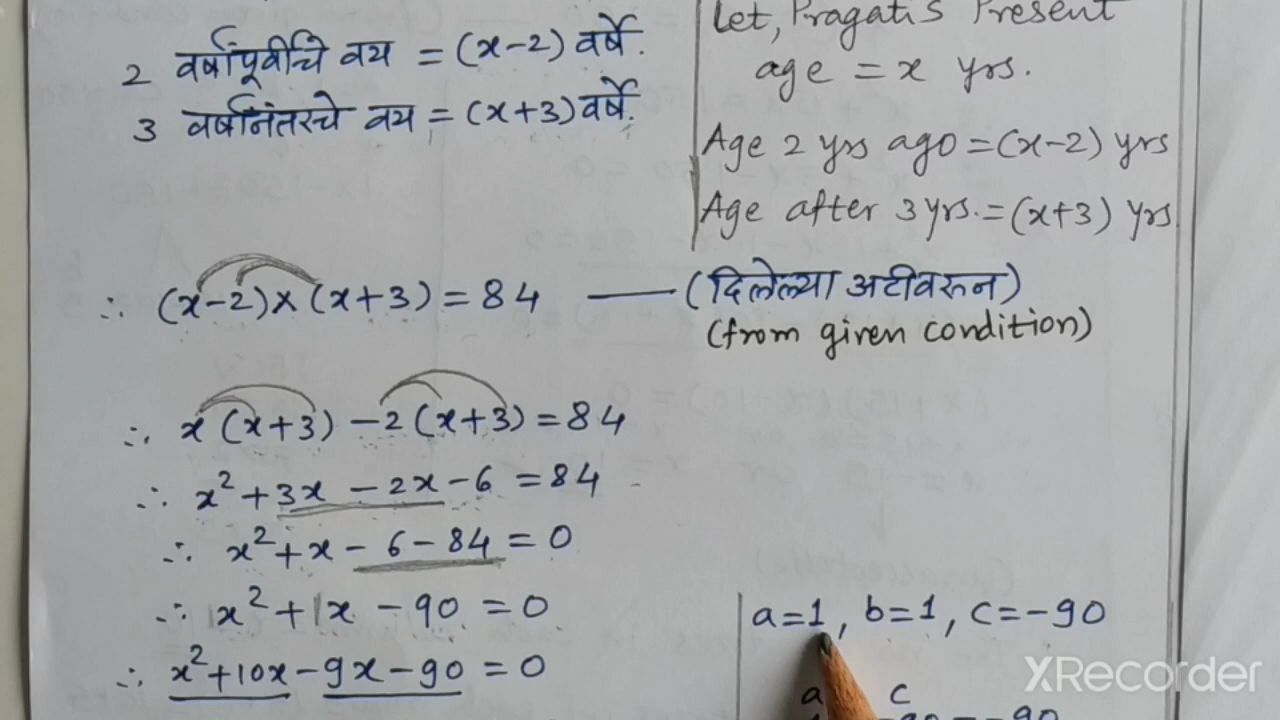 2 वर्षापूर्वीचे वय = (x-2) वर्षे.
3 वर्षानंतरचे वय = (x+3) वर्षे.
Let, Pragatis Present
age = x yrs.
Age 2 yrs ago = (x-2) yrs
Age after 3 yrs. = (x+3) yrs
∴ (x-2)×(x+3) = 84 — (दिलेल्या अटीवरून)
(from given condition)
∴ x (x+3) -2 (x+3) = 84
∴ x² + 3x - 2x - 6 = 84
∴ x² + x - 6 - 84 = 0
∴ x² + 1x - 90 = 0
∴ x² + 10x - 9x - 90 = 0
a=1, b=1, c=-90
a c
XRecorder